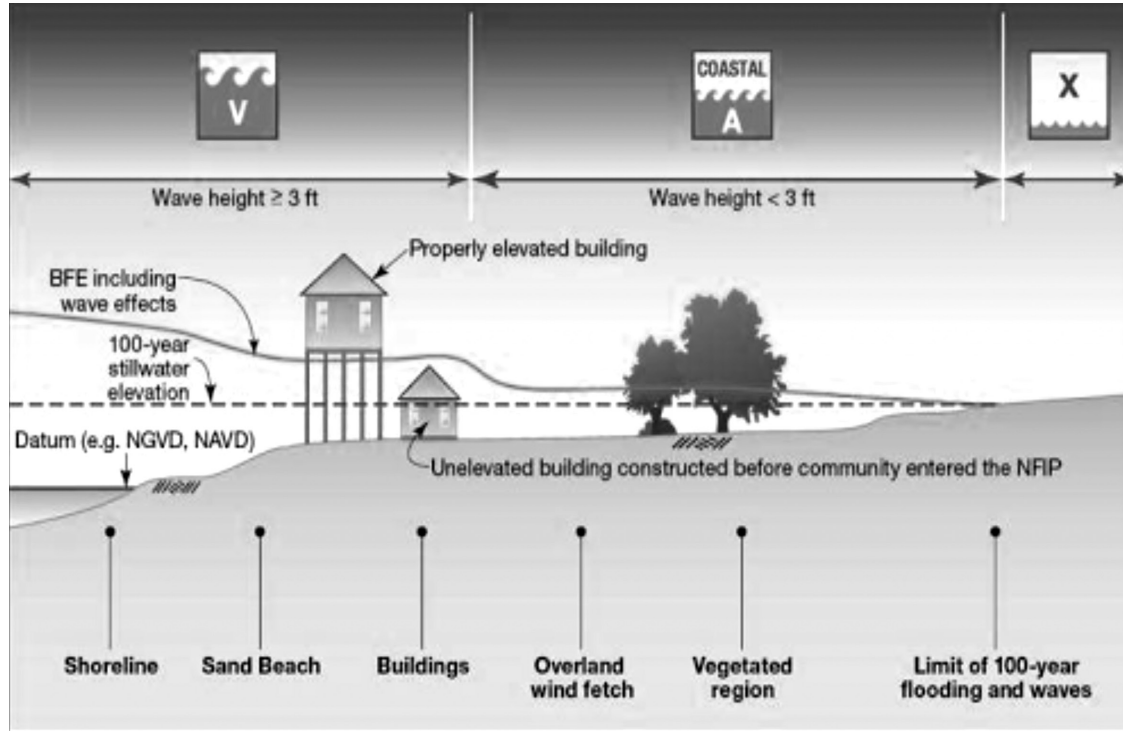 V
COASTAL
A
X
Wave height ≥ 3 ft
Wave height < 3 ft
Properly elevated building
BFE including
wave effects
100-year
stillwater
elevation
Datum (e.g. NGVD, NAVD)
Unelevated building constructed before community entered the NFIP
Shoreline
Sand Beach
Buildings
Overland
wind fetch
Vegetated
region
Limit of 100-year
flooding and waves